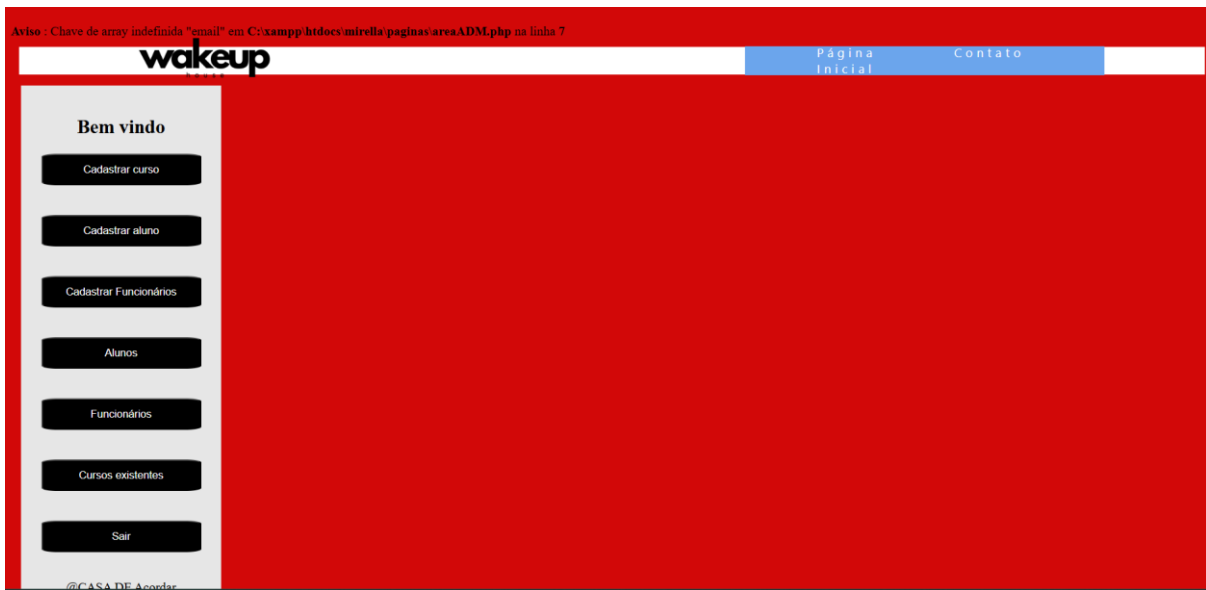 Aviso : Chave de array indefinida "email" em C:\xampp\htdocs\mirella\paginas\areaADM.php na linha 7
wakeup
house
Página
Inicial
Contato
Bem vindo
Cadastrar curso
Cadastrar aluno
Cadastrar Funcionários
Alunos
Funcionários
Cursos existentes
Sair
@CASA DE Acordar